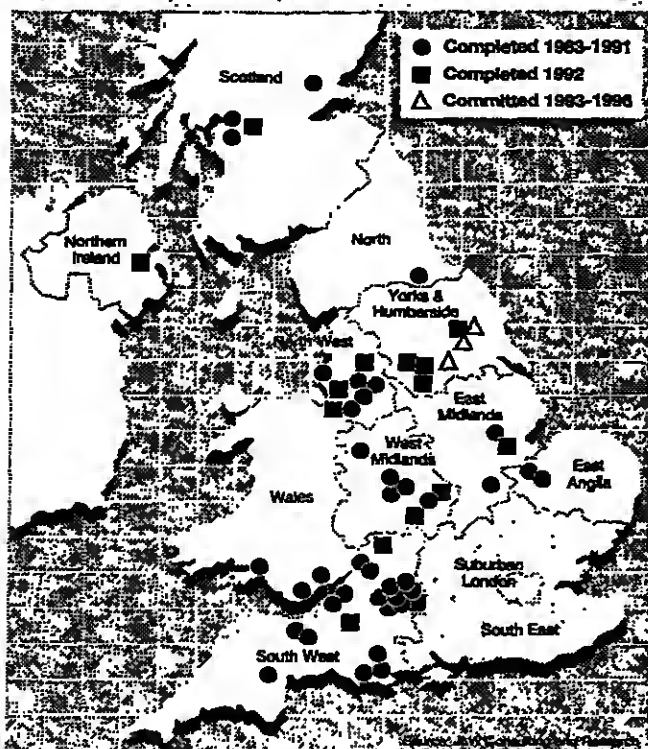 Completed 1983-1991
Completed 1992
Committed 1993-1996
Scotland
Northern
Ireland
North
Yorks &
Humberside
North West
East
Midlands
West
Midlands
East
Anglia
Wales
Suburban
London
South East
South West
Source: